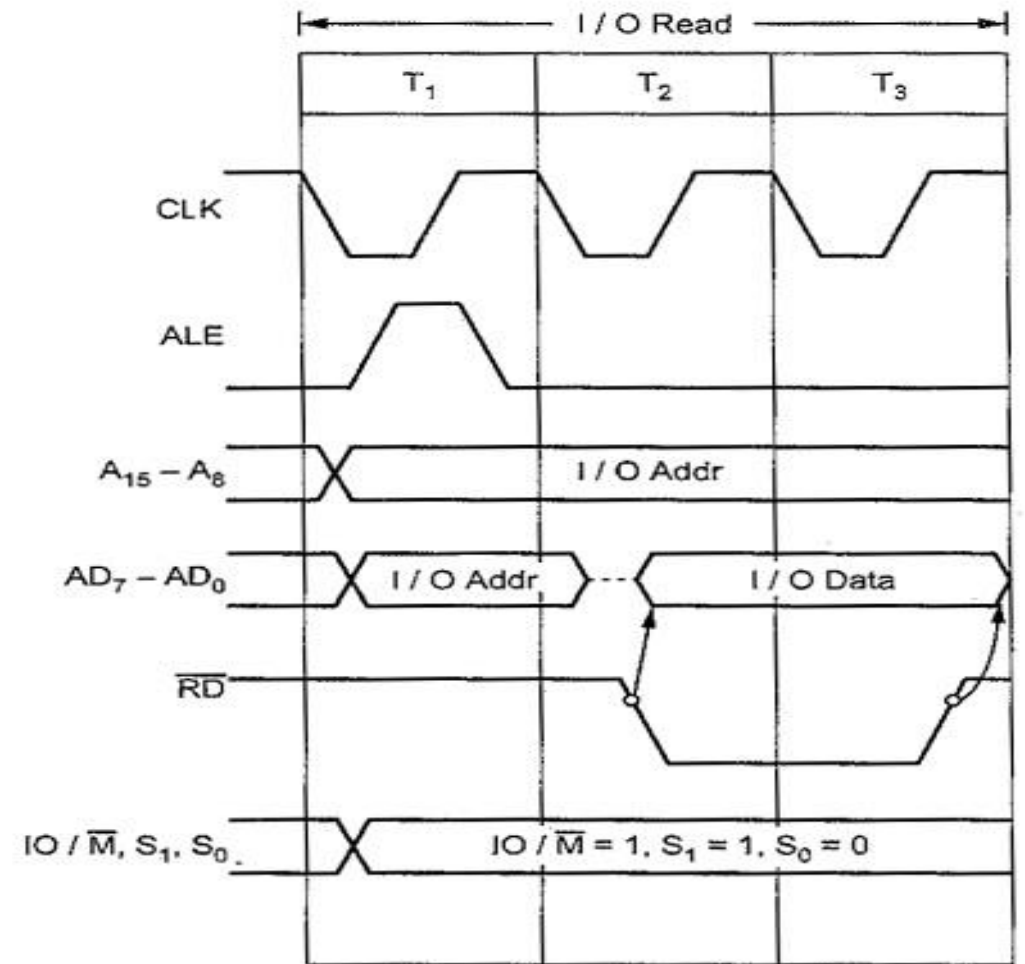 I / O Read
T₁ T₂ T₃
CLK
ALE
A₁₅ – A₈ I / O Addr
AD₇ – AD₀ I / O Addr I / O Data
R̅D̅
IO / M̅, S₁, S₀ IO / M̅ = 1, S₁ = 1, S₀ = 0